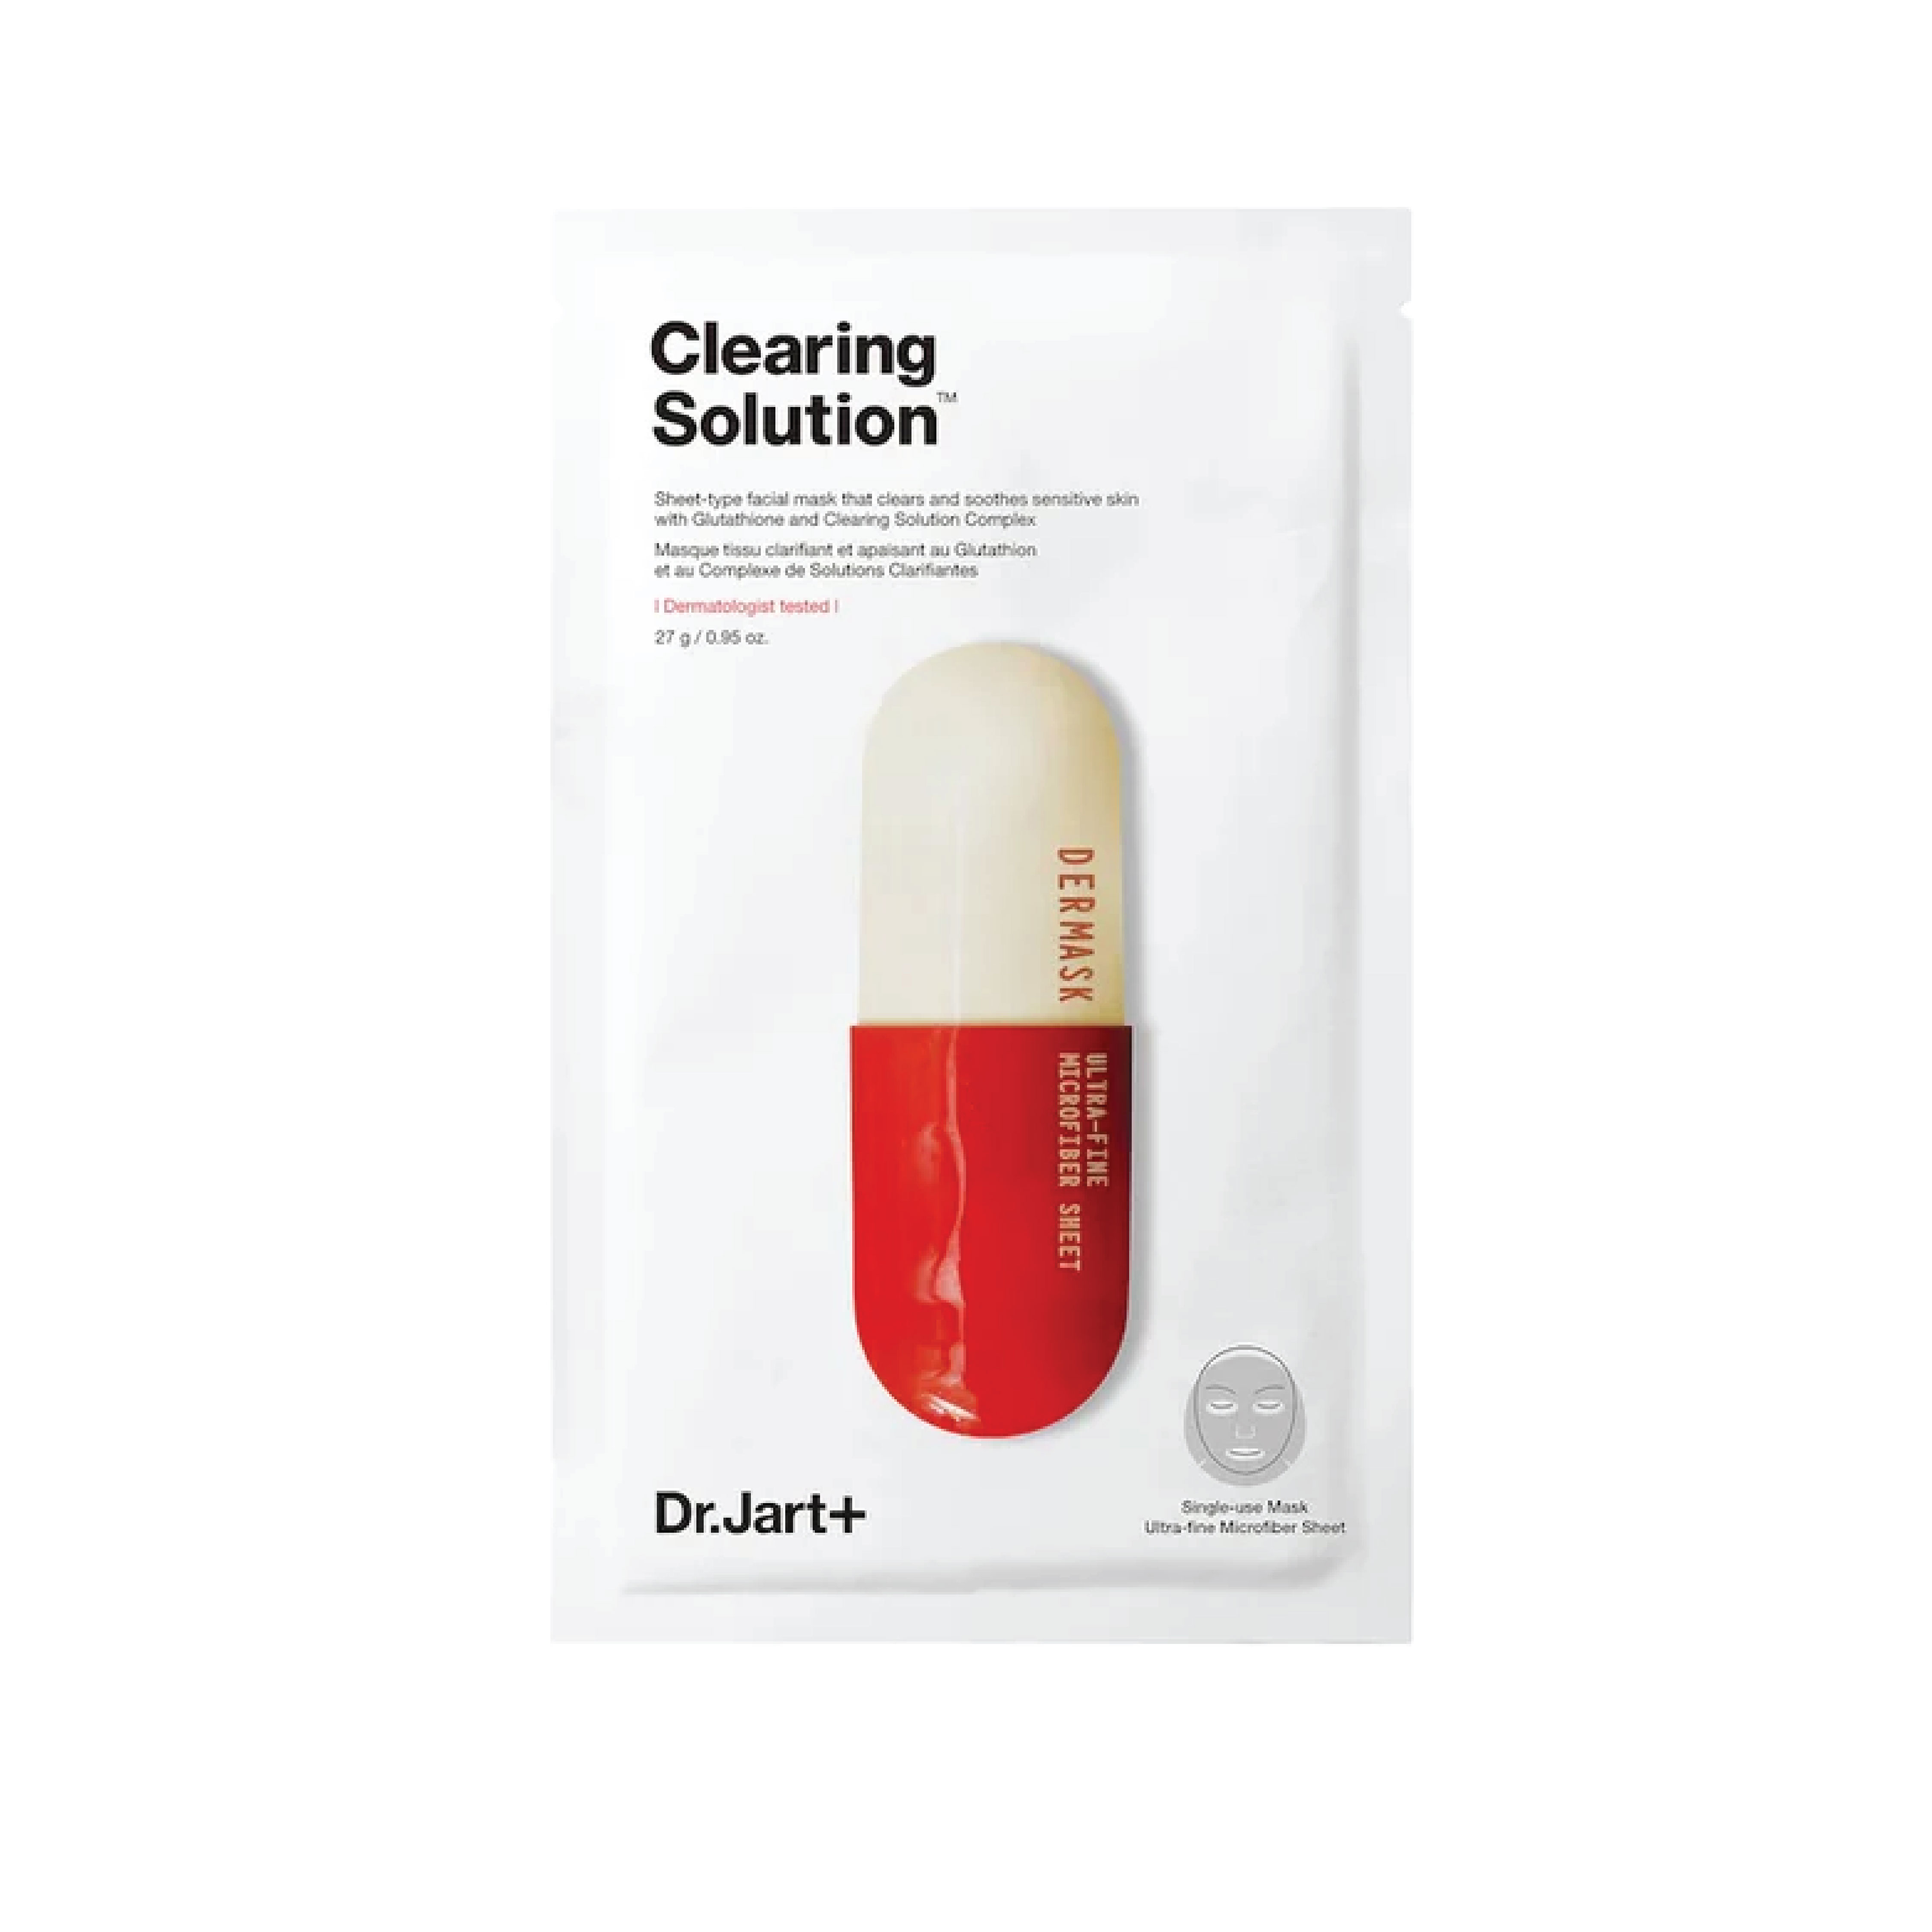 Clearing
Solution™
Sheet-type facial mask that clears and soothes sensitive skin
with Glutathione and Clearing Solution Complex
Masque tissu clarifiant et apaisant au Glutathion
et au Complexe de Solutions Clarifiantes
| Dermatologist tested |
27 g / 0.95 oz.
DERMASK
ULTRA-FINE
MICROFIBER SHEET
Dr.Jart+
Single-use Mask
Ultra-fine Microfiber Sheet